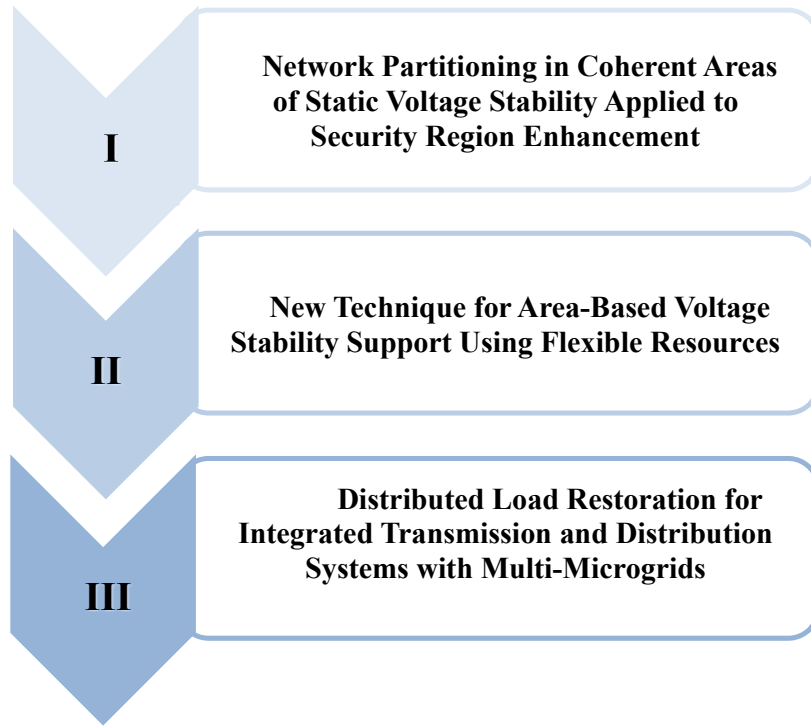 I
Network Partitioning in Coherent Areas
of Static Voltage Stability Applied to
Security Region Enhancement
II
New Technique for Area-Based Voltage
Stability Support Using Flexible Resources
III
Distributed Load Restoration for
Integrated Transmission and Distribution
Systems with Multi-Microgrids